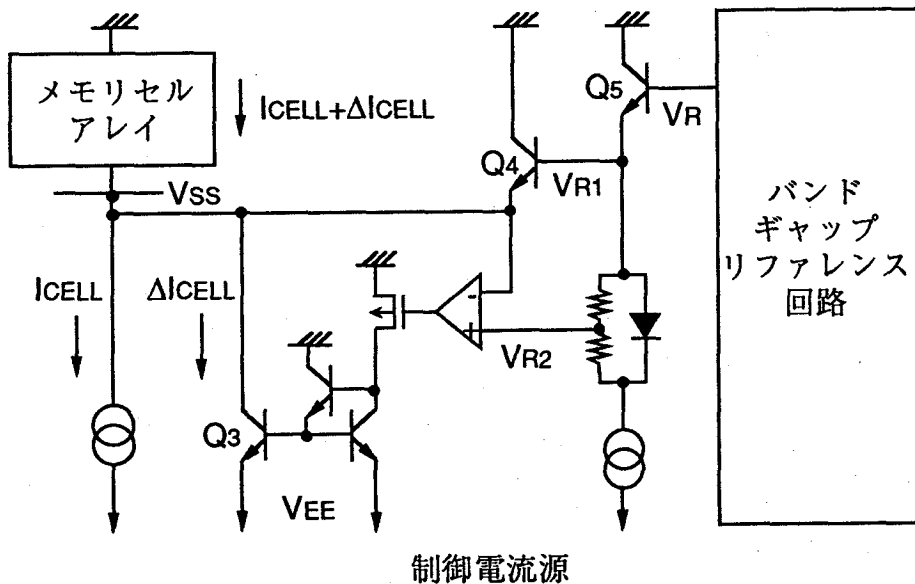 メモリセル
アレイ
ICELL+ΔICELL
VSS
ICELL
ΔICELL
Q3
VEE
Q4
VR1
Q5
VR
-
+
VR2
バンド
ギャップ
リファレンス
回路
制御電流源